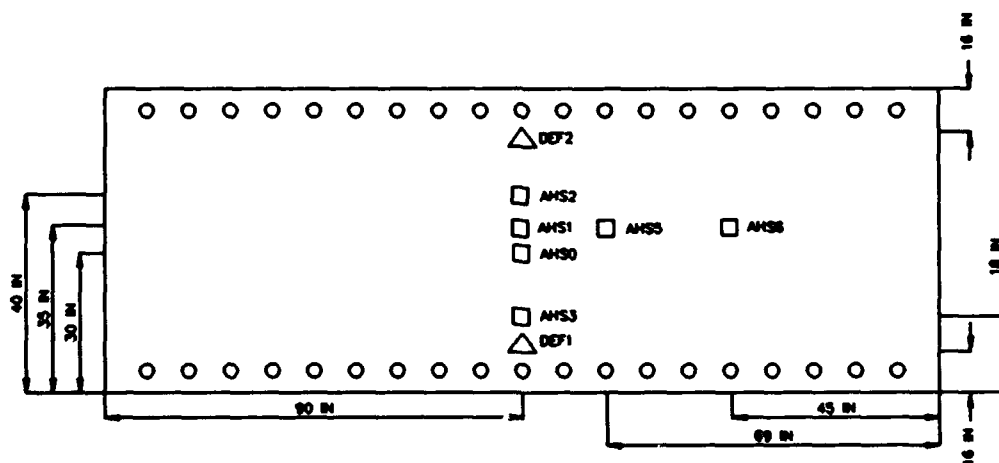 16 IN
DEF2
AHS2
AHS1
AHS5
AHS6
AHS0
AHS3
DEF1
40 IN
35 IN
30 IN
18 IN
90 IN
45 IN
69 IN
16 IN